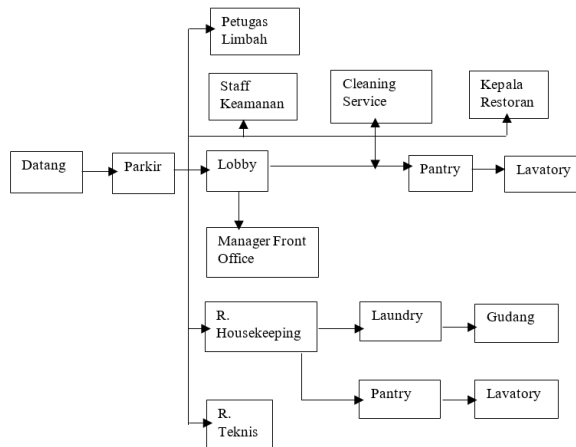 Petugas
Limbah
Staff
Keamanan
Cleaning
Service
Kepala
Restoran
Datang
Parkir
Lobby
Pantry
Lavatory
Manager Front
Office
R.
Housekeeping
Laundry
Gudang
Pantry
Lavatory
R.
Teknis